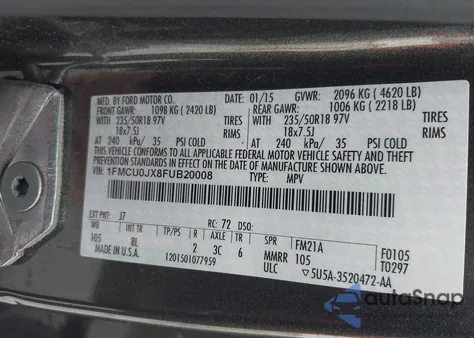 MFD. BY FORD MOTOR CO.
01/15 GVWR: 2096 KG ( 4620 LB)
FRONT GAWR: REAR GAWR:
1098 KG ( 2420 LB) 1006 KG ( 2218 LB)
WITH 235/50R18 97V TIRES WITH 235/50R18 97V TIRES
18x7.5J RIMS 18x7.5J RIMS
AT 240 kPa/ 35 PSI COLD AT 240 kPa/ 35 PSI COLD
THIS VEHICLE CONFORMS TO ALL APPLICABLE FEDERAL MOTOR VEHICLE SAFETY AND THEFT
PREVENTION STANDARDS IN EFFECT ON THE DATE OF MANUFACTURE SHOWN ABOVE.
VIN: 1FMCU0JX8FUB20008
TYPE: MPV
EXT PNT: J7 RC: 72 DSO:
WB INT TR TP/PS R AXLE TR SPR FM21A F0105
105 8L 2 3C 6 MMRR 105 T0297
1201501077959 ULC ▽5U5A-3520472-AA
autoSnap